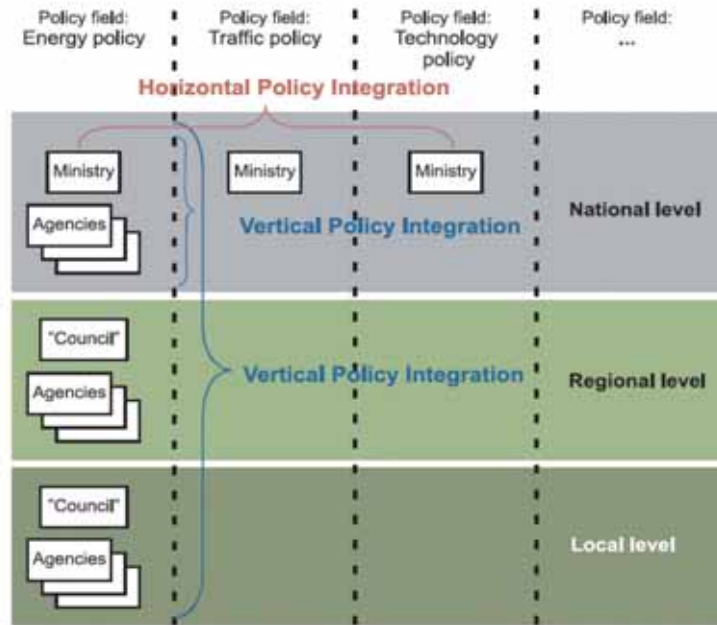 Policy field:
Energy policy
Policy field:
Traffic policy
Policy field:
Technology
policy
Policy field:
...
Horizontal Policy Integration
Ministry
Ministry
Ministry
Agencies
Vertical Policy Integration
National level
"Council"
Agencies
Vertical Policy Integration
Regional level
"Council"
Agencies
Local level